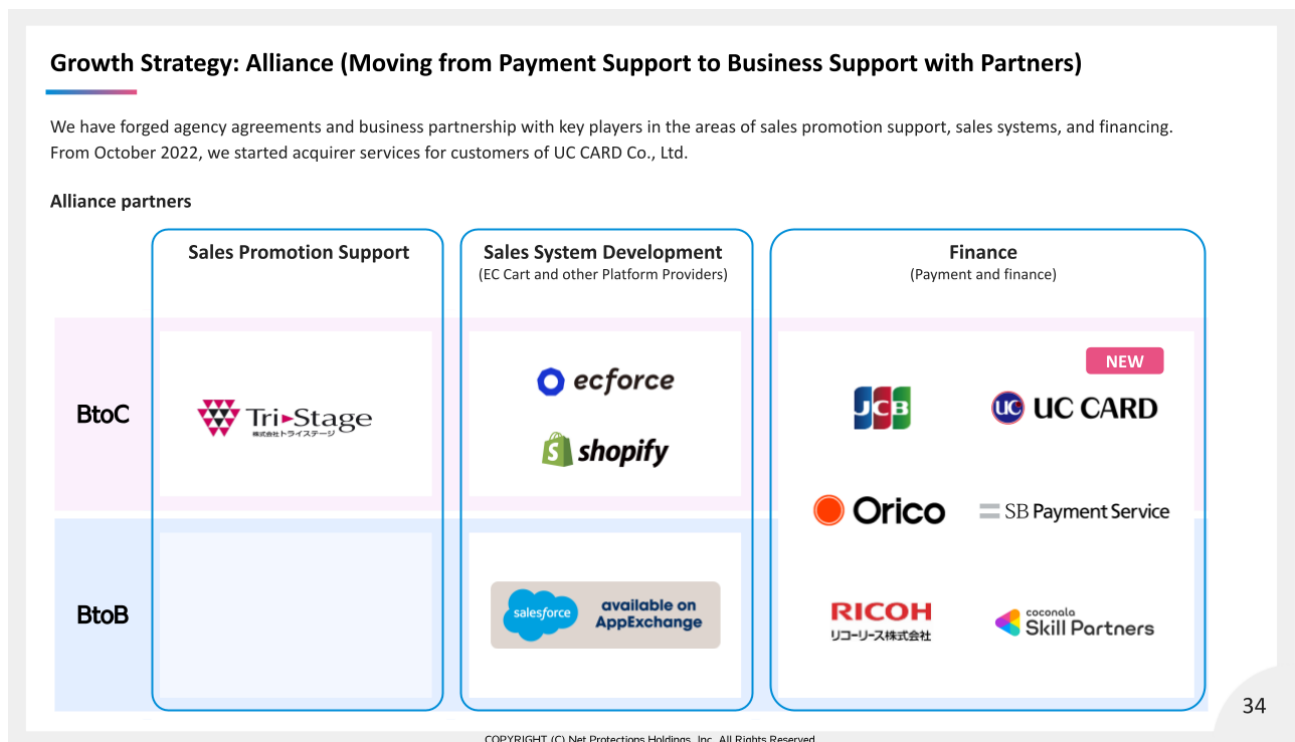 Growth Strategy: Alliance (Moving from Payment Support to Business Support with Partners)
We have forged agency agreements and business partnership with key players in the areas of sales promotion support, sales systems, and financing.
From October 2022, we started acquirer services for customers of UC CARD Co., Ltd.
Alliance partners
Sales Promotion Support
Sales System Development
(EC Cart and other Platform Providers)
Finance
(Payment and finance)
BtoC
Tri Stage
株式会社トライステージ
ecforce
shopify
NEW
JCB
UC UC CARD
Orico
SB Payment Service
BtoB
salesforce
available on
AppExchange
RICOH
リコーリース株式会社
coconala
Skill Partners
34
COPYRIGHT (C) Net Protections Holdings, Inc. All Rights Reserved.